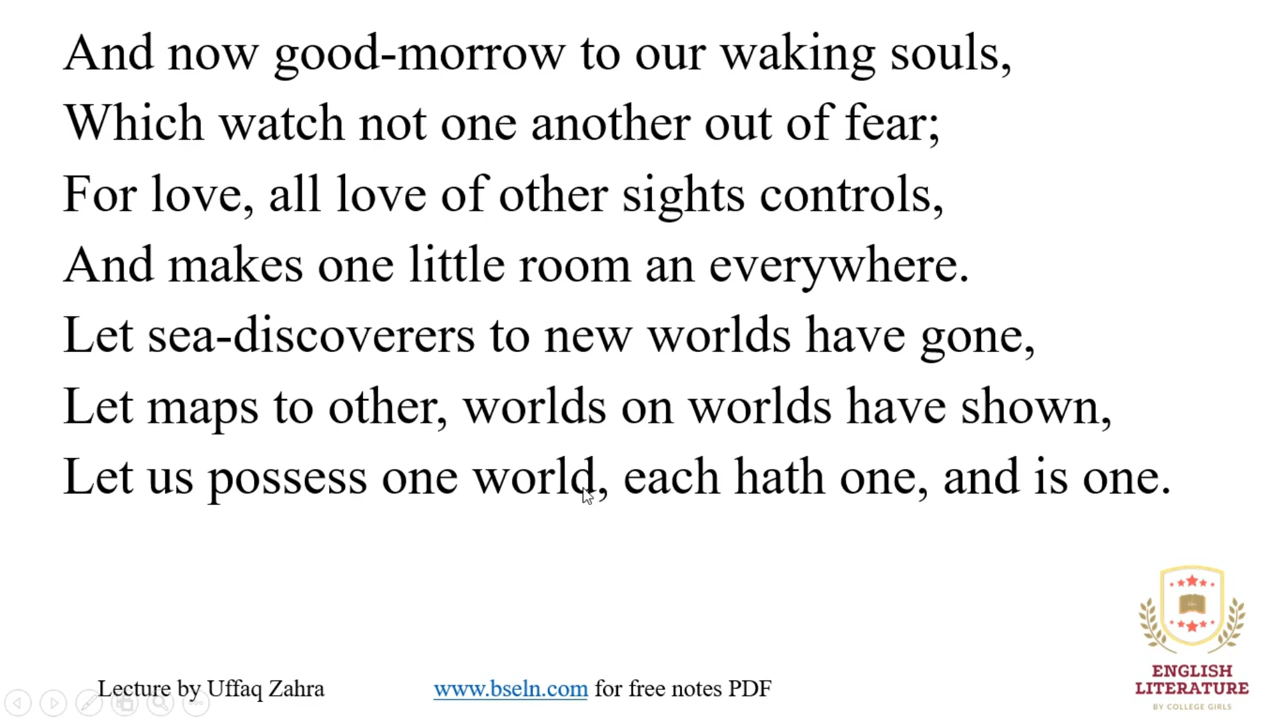 And now good-morrow to our waking souls,
Which watch not one another out of fear;
For love, all love of other sights controls,
And makes one little room an everywhere.
Let sea-discoverers to new worlds have gone,
Let maps to other, worlds on worlds have shown,
Let us possess one world, each hath one, and is one.
ENGLISH
LITERATURE
BY COLLEGE GIRLS
Lecture by Uffaq Zahra
www.bseln.com for free notes PDF